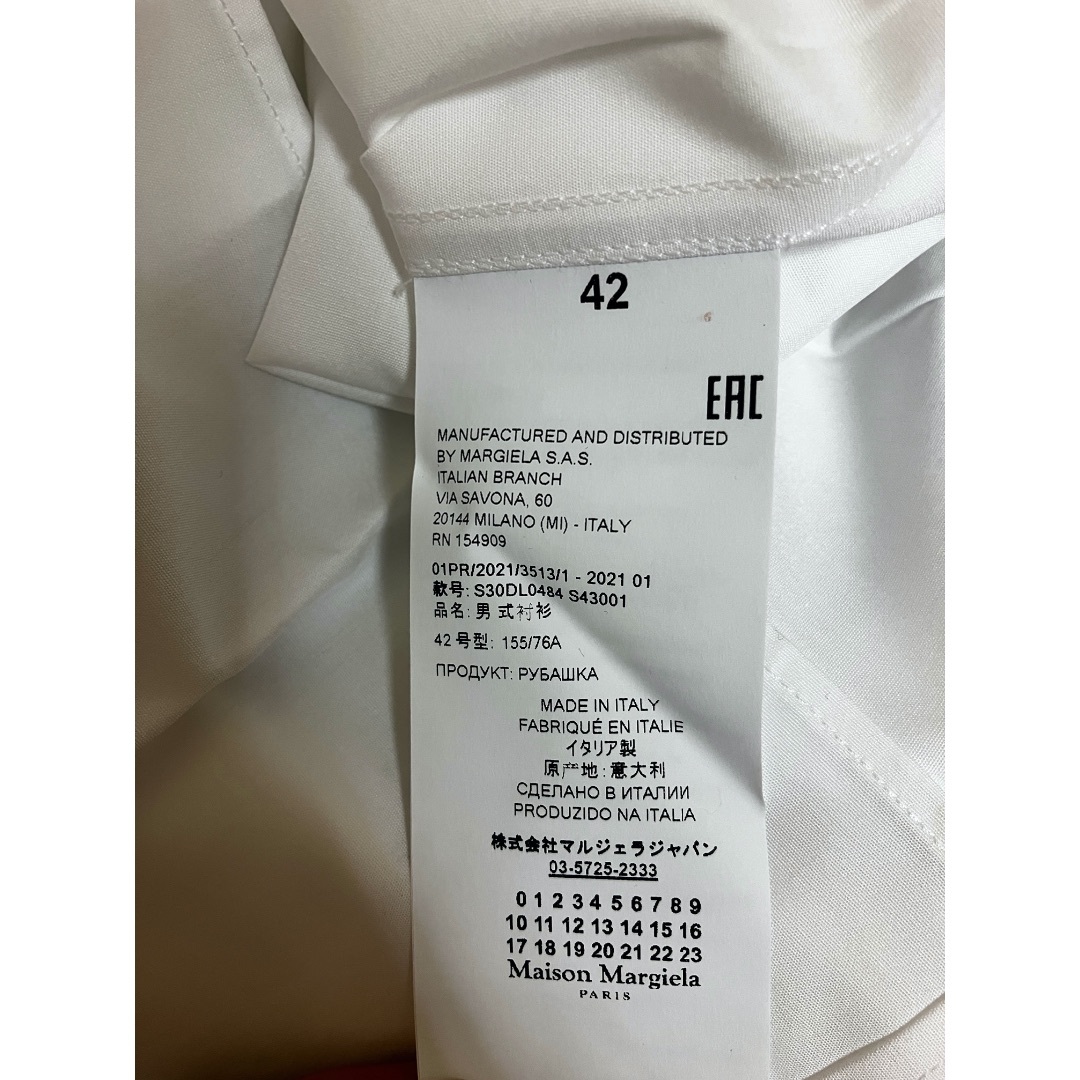 42
EAC
MANUFACTURED AND DISTRIBUTED
BY MARGIELA S.A.S.
ITALIAN BRANCH
VIA SAVONA, 60
20144 MILANO (MI) - ITALY
RN 154909
01PR/2021/3513/1 - 2021 01
款号: S30DL0484 S43001
品名: 男式衬衫
42 号型: 155/76A
ПРОДУКТ: РУБАШКА
MADE IN ITALY
FABRIQUÉ EN ITALIE
イタリア製
原产地: 意大利
СДЕЛАНО В ИТАЛИИ
PRODUZIDO NA ITALIA
株式会社マルジェラジャパン
03-5725-2333
0 1 2 3 4 5 6 7 8 9
10 11 12 13 14 15 16
17 18 19 20 21 22 23
Maison Margiela
PARIS